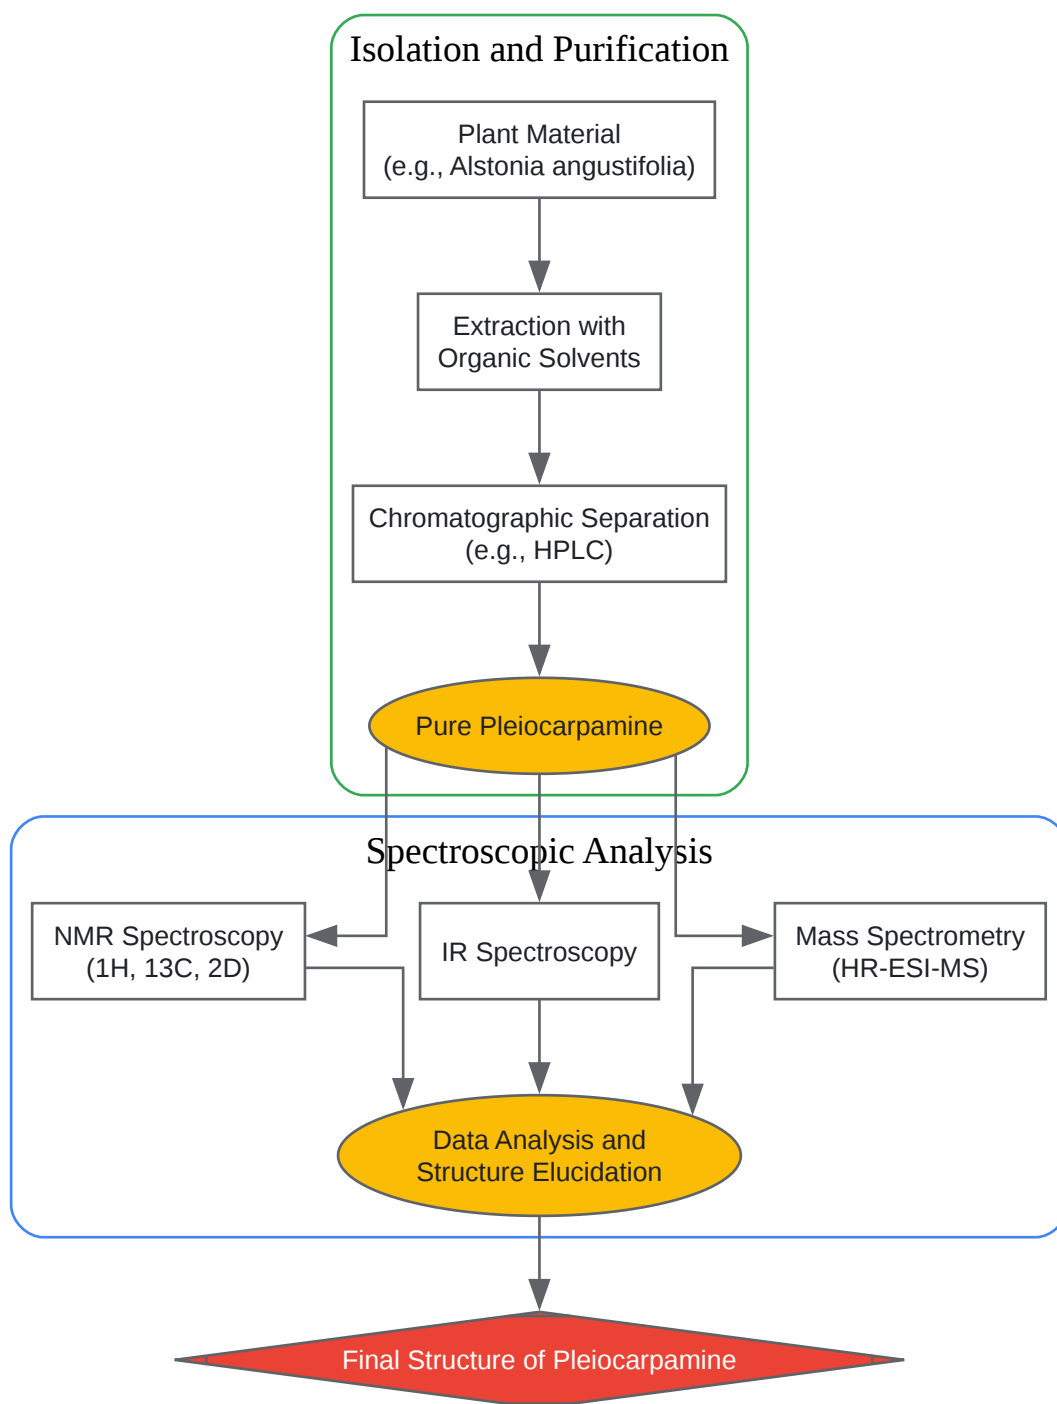 Isolation and Purification
Plant Material
(e.g., Alstonia angustifolia)
Extraction with
Organic Solvents
Chromatographic Separation
(e.g., HPLC)
Pure Pleiocarpamine
Spectroscopic Analysis
NMR Spectroscopy
(1H, 13C, 2D)
IR Spectroscopy
Mass Spectrometry
(HR-ESI-MS)
Data Analysis and
Structure Elucidation
Final Structure of Pleiocarpamine